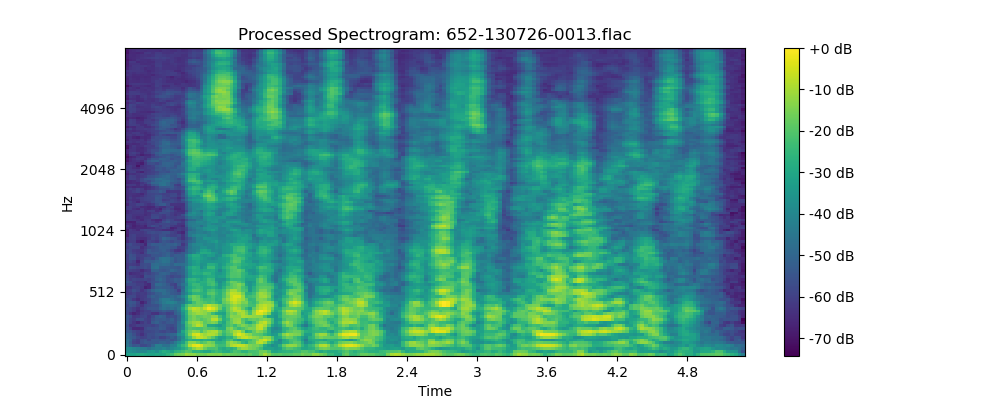 Processed Spectrogram: 652-130726-0013.flac
Hz
4096
2048
1024
512
0
0 0.6 1.2 1.8 2.4 3 3.6 4.2 4.8
Time
+0 dB
-10 dB
-20 dB
-30 dB
-40 dB
-50 dB
-60 dB
-70 dB